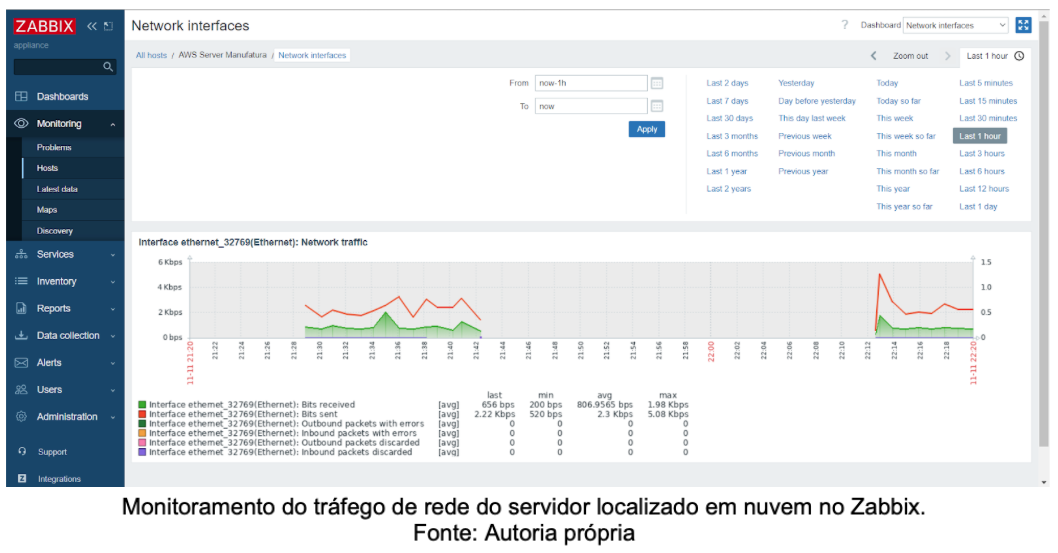 ZABBIX
appliance
Dashboards
Monitoring
Problems
Hosts
Latest data
Maps
Discovery
Services
Inventory
Reports
Data collection
Alerts
Users
Administration
Support
Z Integrations
Network interfaces
? Dashboard Network interfaces
All hosts / AWS Server Manufatura / Network interfaces
Zoom out Last 1 hour
From now-1h
To now
Apply
Last 2 days Yesterday Today Last 5 minutes
Last 7 days Day before yesterday Today so far Last 15 minutes
Last 30 days This day last week This week Last 30 minutes
Last 3 months Previous week This week so far Last 1 hour
Last 6 months Previous month This month Last 3 hours
Last 1 year Previous year This month so far Last 6 hours
Last 2 years This year Last 12 hours
This year so far Last 1 day
Interface ethernet_32769(Ethernet): Network traffic
6 Kbps 1.5
4 Kbps 1.0
2 Kbps 0.5
0 bps 0
11-11 21:20 21:22 21:24 21:26 21:28 21:30 21:32 21:34 21:36 21:38 21:40 21:42 21:44 21:46 21:48 21:50 21:52 21:54 21:56 21:58 22:00 22:02 22:04 22:06 22:08 22:10 22:12 22:14 22:16 22:18 11-11 22:20
last min avg max
Interface ethernet_32769(Ethernet): Bits received [avg] 656 bps 200 bps 806.9565 bps 1.98 Kbps
Interface ethernet_32769(Ethernet): Bits sent [avg] 2.22 Kbps 520 bps 2.3 Kbps 5.08 Kbps
Interface ethernet_32769(Ethernet): Outbound packets with errors [avg] 0 0 0 0
Interface ethernet_32769(Ethernet): Inbound packets with errors [avg] 0 0 0 0
Interface ethernet_32769(Ethernet): Outbound packets discarded [avg] 0 0 0 0
Interface ethernet_32769(Ethernet): Inbound packets discarded [avg] 0 0 0 0
Monitoramento do tráfego de rede do servidor localizado em nuvem no Zabbix.
Fonte: Autoria própria